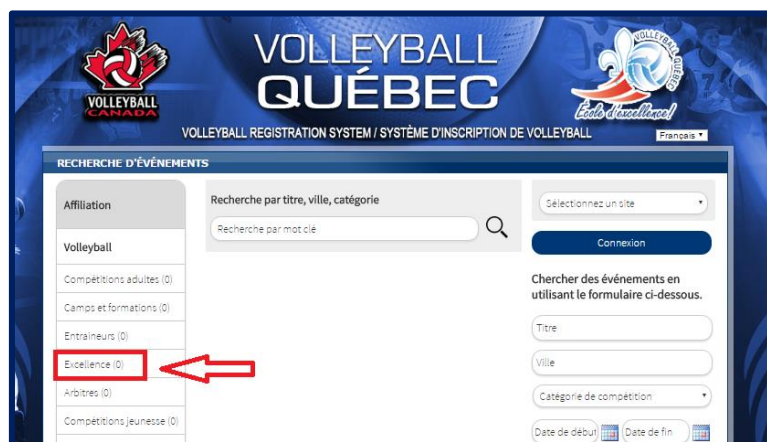 VOLLEYBALL
CANADA
VOLLEYBALL
QUÉBEC
VOLLEYBALL QUÉBEC
École d'excellence!
VOLLEYBALL REGISTRATION SYSTEM / SYSTÈME D'INSCRIPTION DE VOLLEYBALL
Français
RECHERCHE D'ÉVÉNEMENTS
Affiliation
Volleyball
Compétitions adultes (0)
Camps et formations (0)
Entraineurs (0)
Excellence (0)
Arbitres (0)
Compétitions jeunesse (0)
Recherche par titre, ville, catégorie
Recherche par mot clé
Sélectionnez un site
Connexion
Chercher des événements en
utilisant le formulaire ci-dessous.
Titre
Ville
Catégorie de compétition
Date de début Date de fin